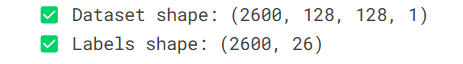 ✅ Dataset shape: (2600, 128, 128, 1)
✅ Labels shape: (2600, 26)